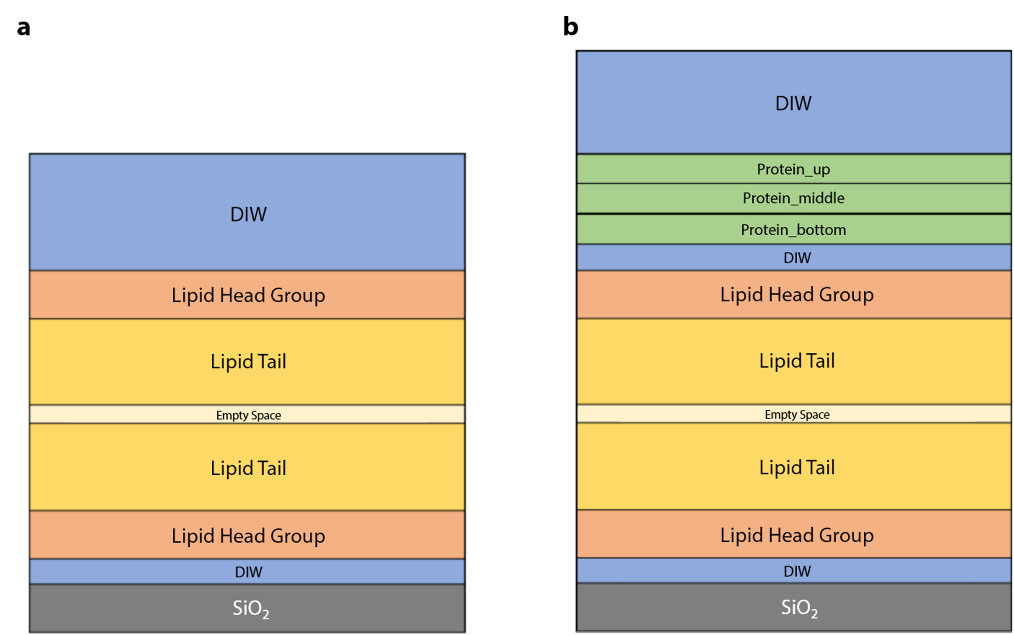 a
DIW
Lipid Head Group
Lipid Tail
Empty Space
Lipid Tail
Lipid Head Group
DIW
SiO₂
b
DIW
Protein_up
Protein_middle
Protein_bottom
DIW
Lipid Head Group
Lipid Tail
Empty Space
Lipid Tail
Lipid Head Group
DIW
SiO₂